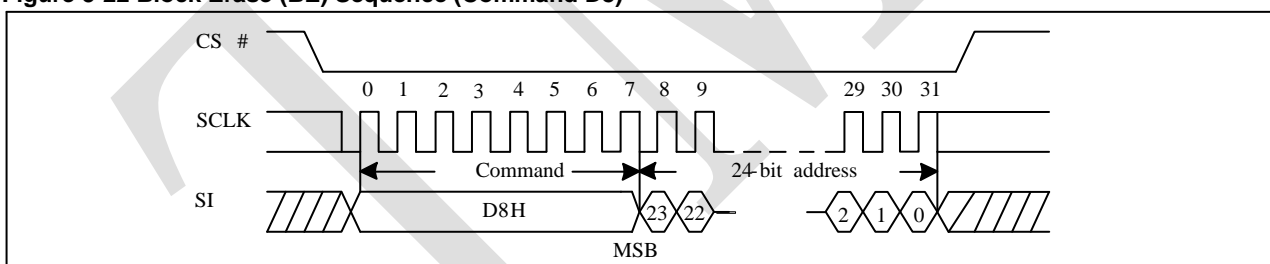 Figure 3-22 Block Erase (BE) Sequence (Command D8)
CS #
0 1 2 3 4 5 6 7 8 9 29 30 31
SCLK
Command 24-bit address
SI D8H 23 22 2 1 0
MSB